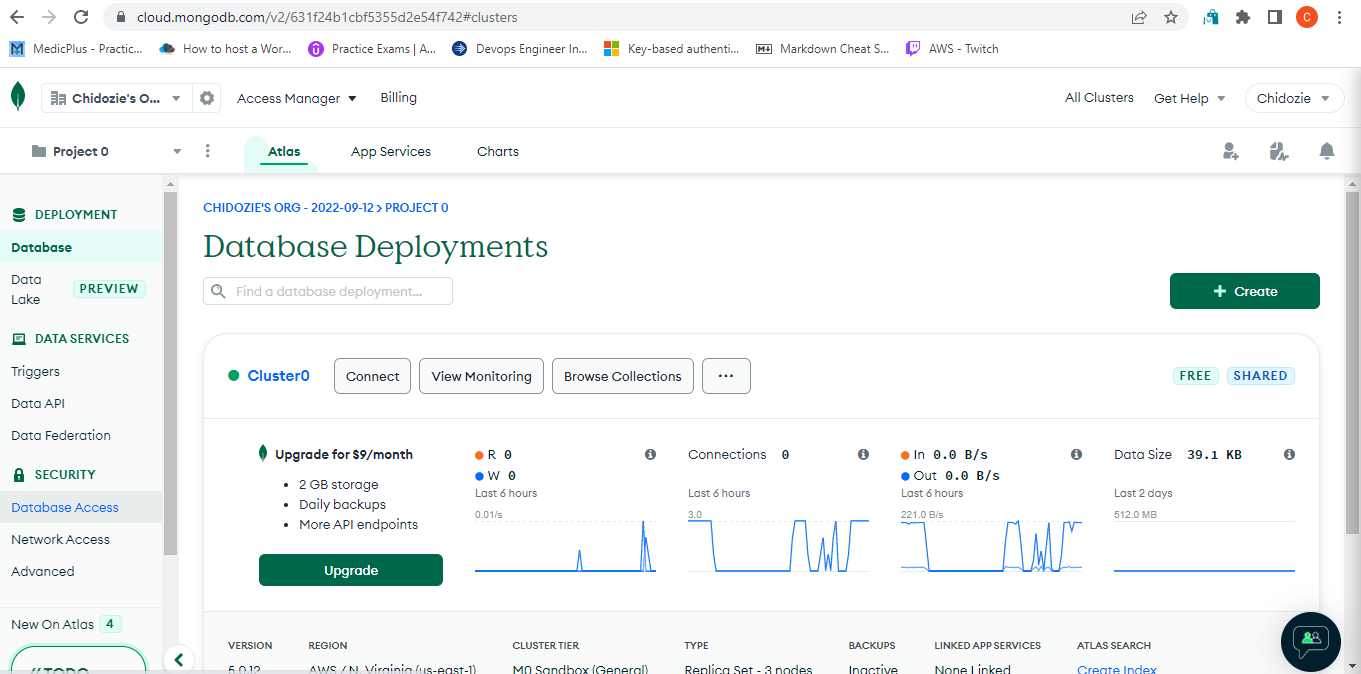 cloud.mongodb.com/v2/631f24b1cbf5355d2e54f742#clusters
C
MedicPlus - Practic...
How to host a Wor...
Practice Exams | A...
Devops Engineer In...
Key-based authenti...
Markdown Cheat S...
AWS - Twitch
Chidozie's O...
Access Manager
Billing
All Clusters
Get Help
Chidozie
Project 0
Atlas
App Services
Charts
DEPLOYMENT
Database
Data Lake
PREVIEW
DATA SERVICES
Triggers
Data API
Data Federation
SECURITY
Database Access
Network Access
Advanced
New On Atlas 4
// TODO
CHIDOZIE'S ORG - 2022-09-12 > PROJECT 0
Database Deployments
Find a database deployment...
+ Create
Cluster0
Connect
View Monitoring
Browse Collections
...
FREE
SHARED
Upgrade for $9/month
• 2 GB storage
• Daily backups
• More API endpoints
Upgrade
R 0
W 0
Last 6 hours
0.01/s
Connections 0
Last 6 hours
3.0
In 0.0 B/s
Out 0.0 B/s
Last 6 hours
221.0 B/s
Data Size 39.1 KB
Last 2 days
512.0 MB
VERSION
5.0.12
REGION
AWS / N. Virginia (us-east-1)
CLUSTER TIER
M0 Sandbox (General)
TYPE
Replica Set - 3 nodes
BACKUPS
Inactive
LINKED APP SERVICES
None Linked
ATLAS SEARCH
Create Index